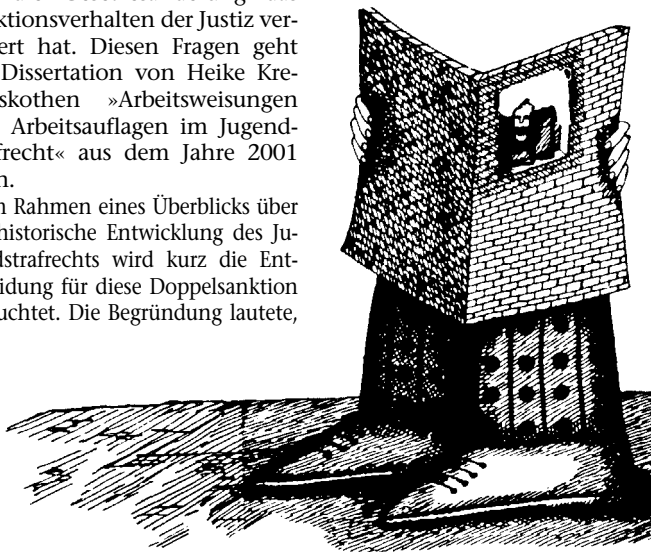 ktionsverhalten der Justiz ver-
ert hat. Diesen Fragen geht
Dissertation von Heike Kre-
skothen »Arbeitsweisungen
Arbeitsauflagen im Jugend-
frecht« aus dem Jahre 2001
n.
n Rahmen eines Überblicks über
historische Entwicklung des Ju-
dstrafrechts wird kurz die Ent-
eidung für diese Doppelsanktion
uchtet. Die Begründung lautete,